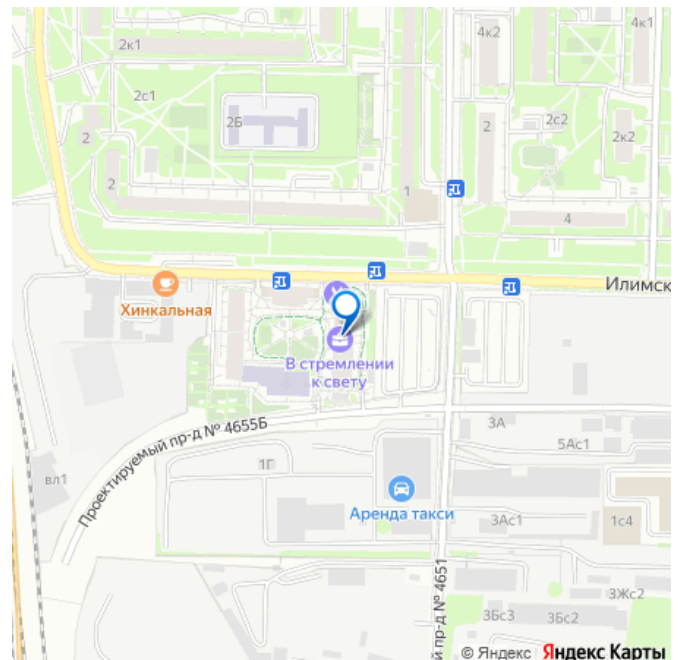 2к1
4к1
4к2
2с1
2Б
2с2
2
2
2к2
2
1
4
Илимск
Хинкальная
В стремлении
к свету
3А
Проектируемый пр-д № 4655Б
5Ас1
1Г
вл1
Аренда такси
3Ас1
1с4
й пр-д № 4651
3Жс2
3Бс3
3Бс2
© Яндекс Яндекс Карты